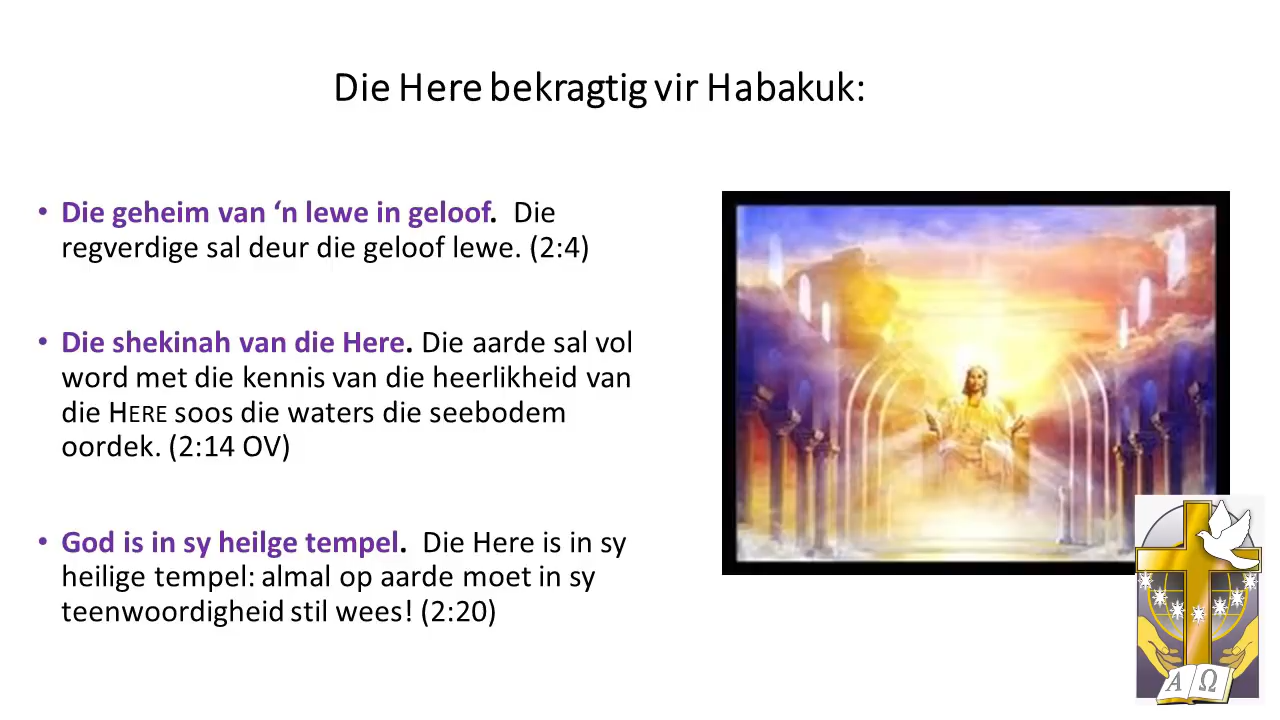 Die Here bekragtig vir Habakuk:
• Die geheim van ‘n lewe in geloof.  Die
regverdige sal deur die geloof lewe. (2:4)
• Die shekinah van die Here. Die aarde sal vol
word met die kennis van die heerlikheid van
die HERE soos die waters die seebodem
oordek. (2:14 OV)
• God is in sy heilge tempel.  Die Here is in sy
heilige tempel: almal op aarde moet in sy
teenwoordigheid stil wees! (2:20)
A Ω